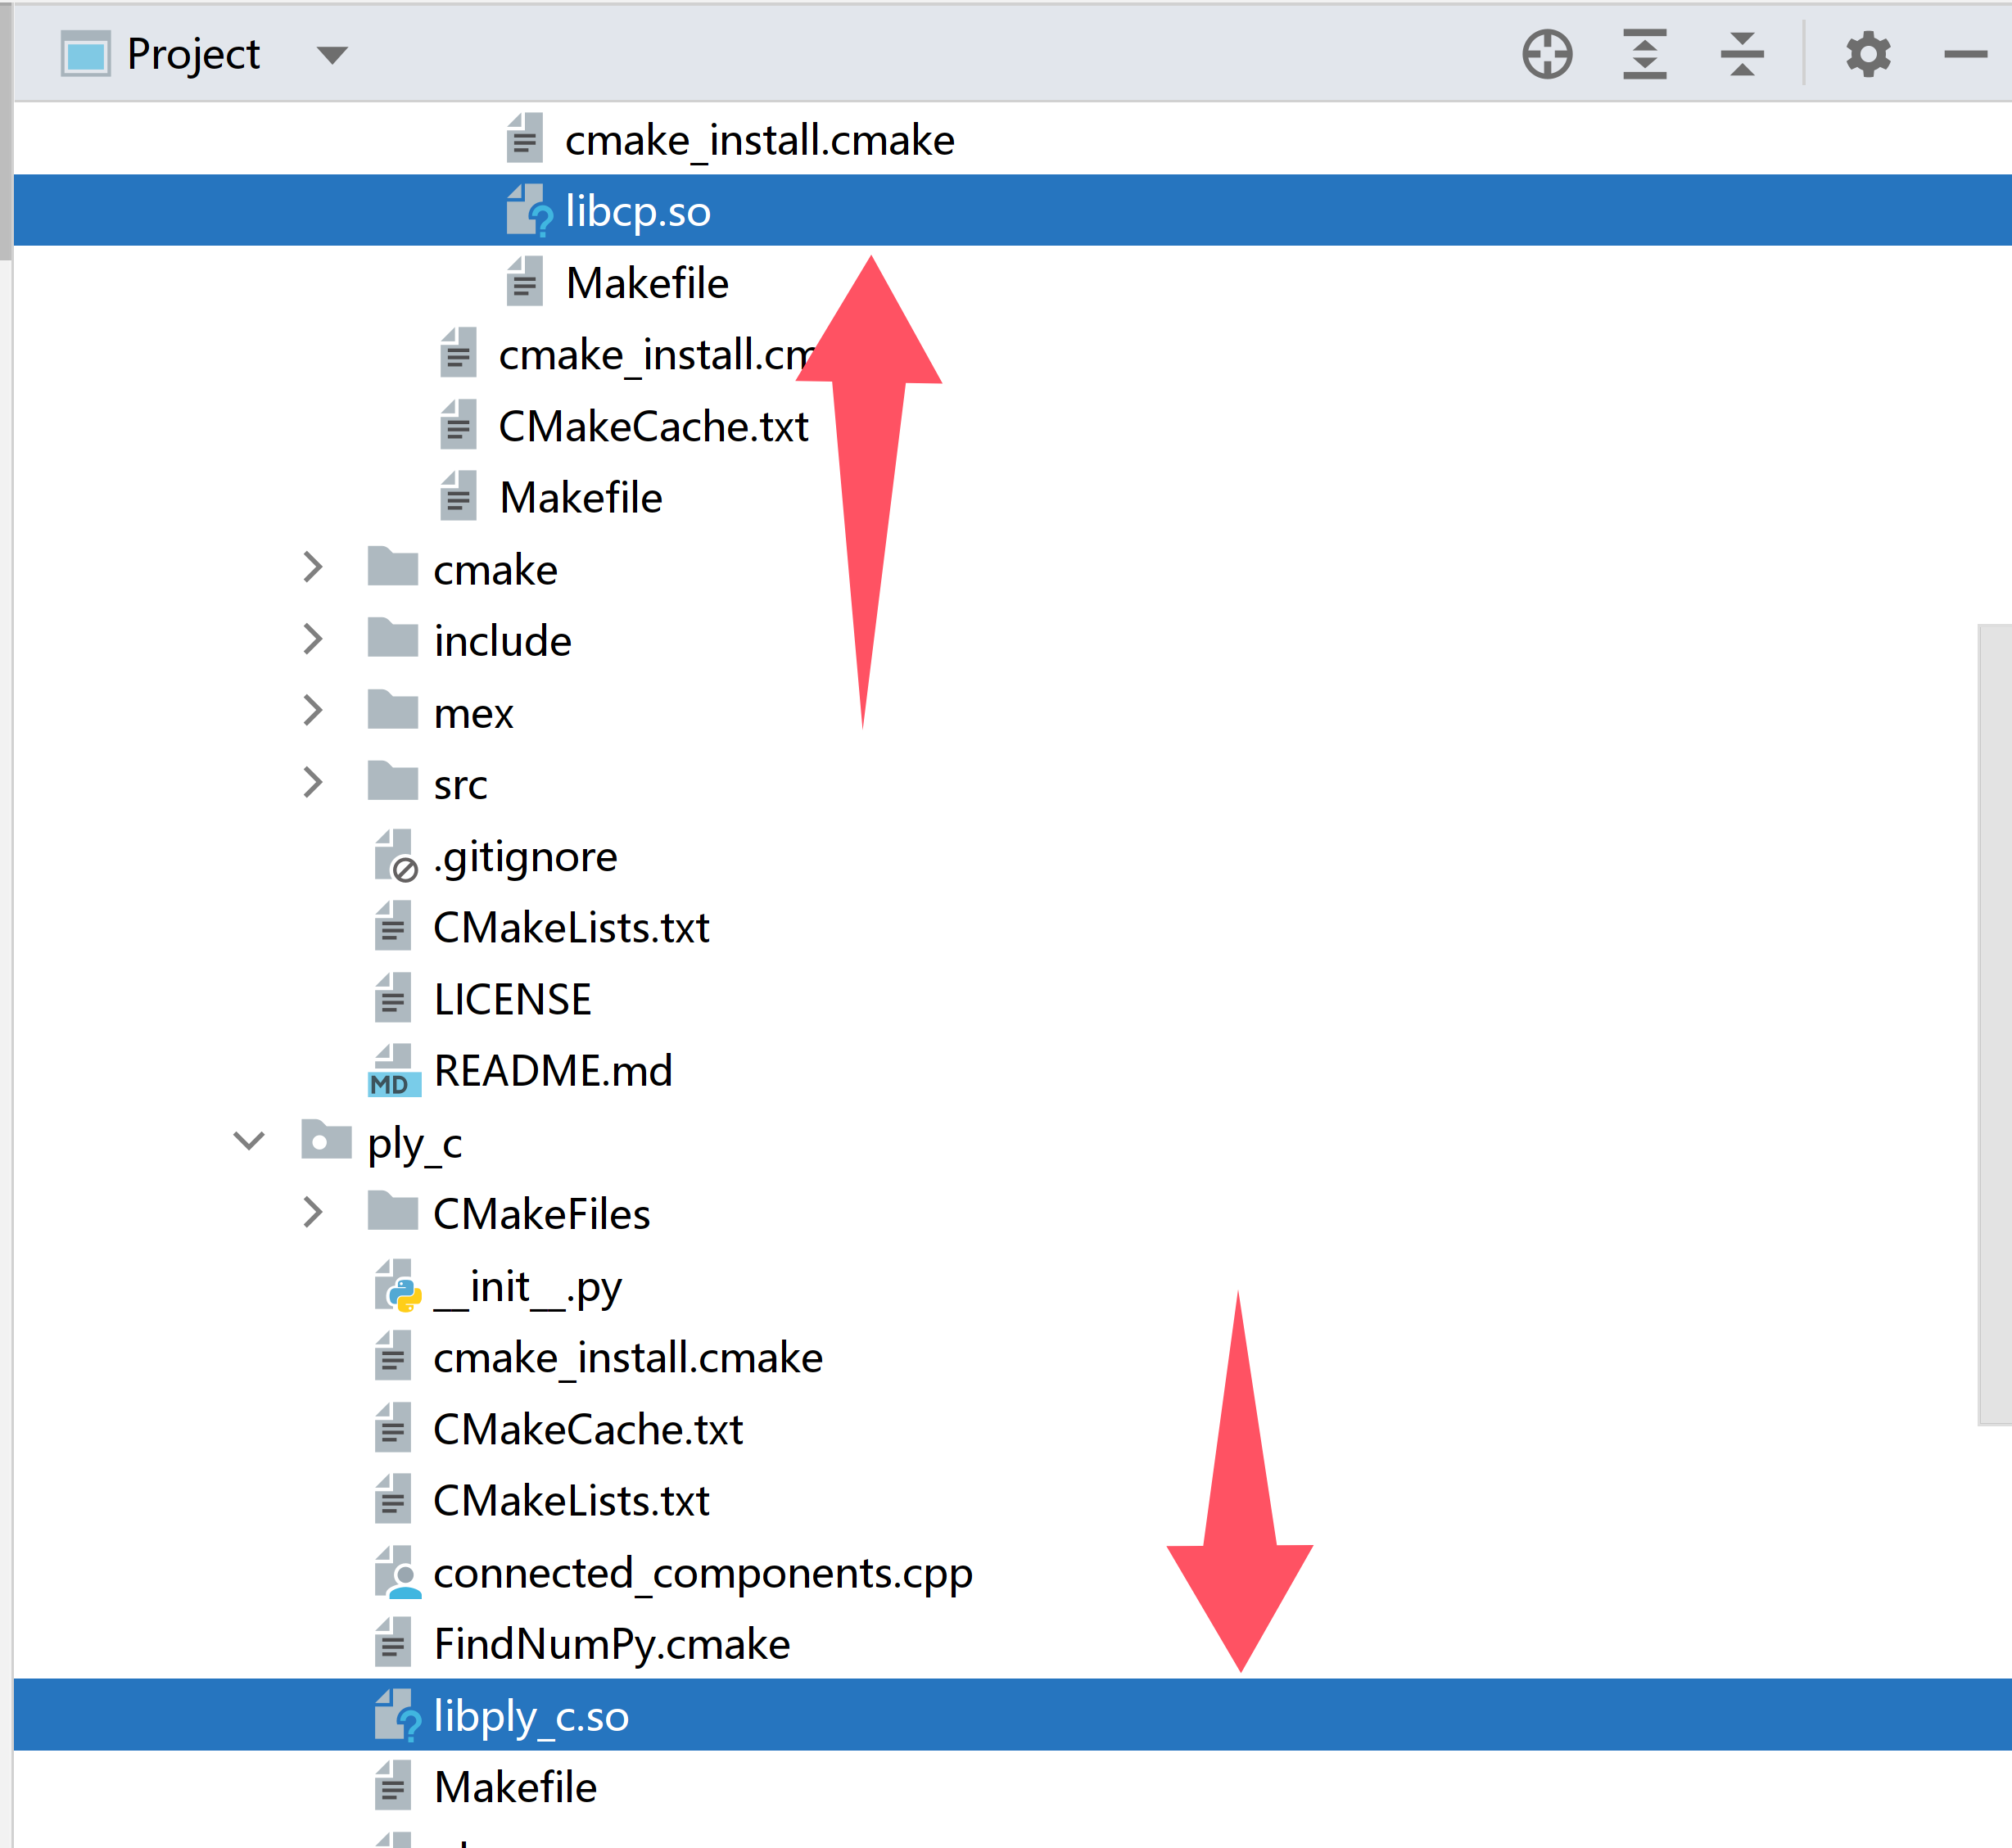 Project
cmake_install.cmake
libcp.so
Makefile
cmake_install.cm
CMakeCache.txt
Makefile
cmake
include
mex
src
.gitignore
CMakeLists.txt
LICENSE
MD README.md
ply_c
CMakeFiles
__init__.py
cmake_install.cmake
CMakeCache.txt
CMakeLists.txt
connected_components.cpp
FindNumPy.cmake
libply_c.so
Makefile